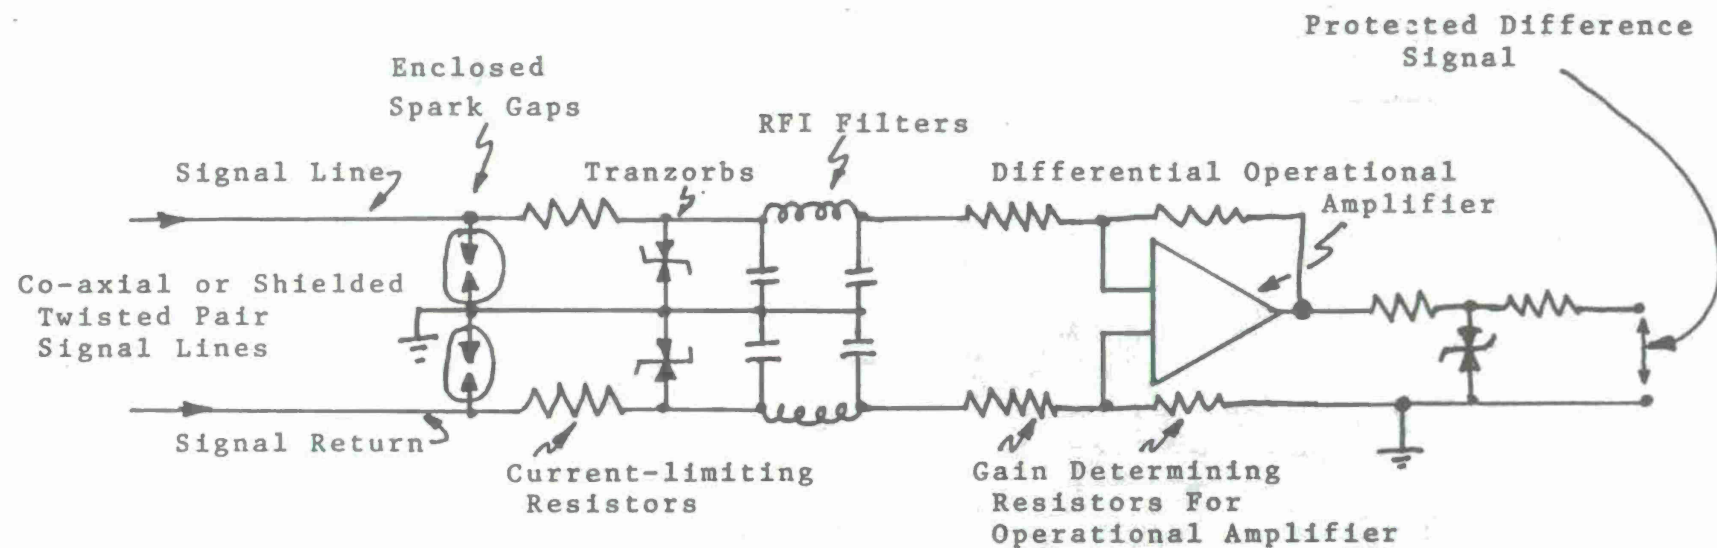 Protected Difference
Signal
Enclosed
Spark Gaps
RFI Filters
Signal Line
Tranzorbs
Differential Operational
Amplifier
Co-axial or Shielded
Twisted Pair
Signal Lines
Signal Return
Current-limiting
Resistors
Gain Determining
Resistors For
Operational Amplifier